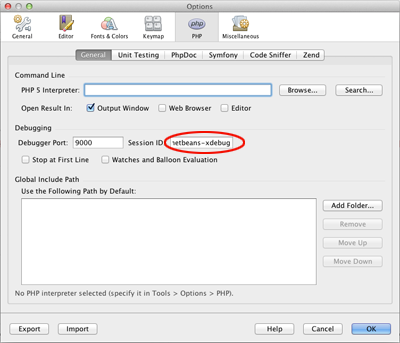 Options
General Editor Fonts & Colors Keymap PHP Miscellaneous
php
General Unit Testing PhpDoc Symfony Code Sniffer Zend
Command Line
PHP 5 Interpreter: Browse... Search...
Open Result In: Output Window Web Browser Editor
Debugging
Debugger Port: 9000 Session ID: netbeans-xdebug
Stop at First Line Watches and Balloon Evaluation
Global Include Path
Use the Following Path by Default:
Add Folder...
Remove
Move Up
Move Down
No PHP interpreter selected (specify it in Tools > Options > PHP).
Export Import Help Cancel OK